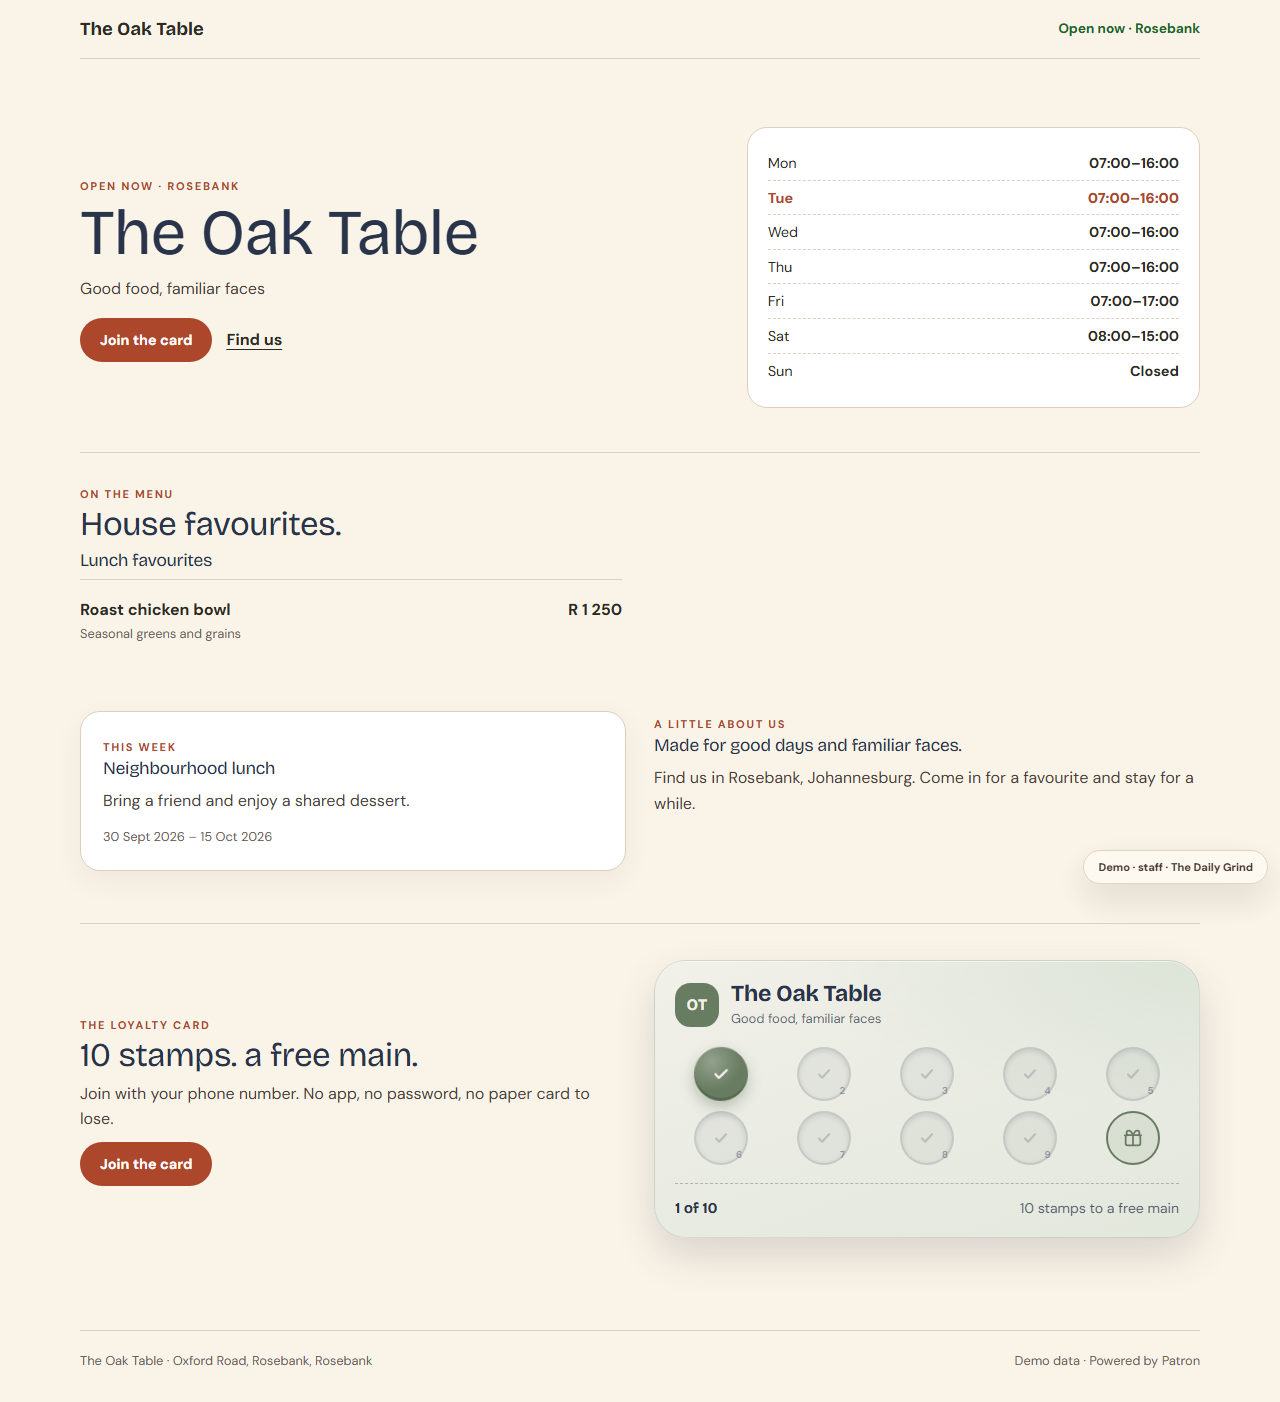 The Oak Table
Open now · Rosebank
OPEN NOW · ROSEBANK
The Oak Table
Good food, familiar faces
Join the card
Find us
Mon 07:00–16:00
Tue 07:00–16:00
Wed 07:00–16:00
Thu 07:00–16:00
Fri 07:00–17:00
Sat 08:00–15:00
Sun Closed
ON THE MENU
House favourites.
Lunch favourites
Roast chicken bowl R 1 250
Seasonal greens and grains
THIS WEEK
Neighbourhood lunch
Bring a friend and enjoy a shared dessert.
30 Sept 2026 – 15 Oct 2026
A LITTLE ABOUT US
Made for good days and familiar faces.
Find us in Rosebank, Johannesburg. Come in for a favourite and stay for a
while.
Demo · staff · The Daily Grind
THE LOYALTY CARD
10 stamps. a free main.
Join with your phone number. No app, no password, no paper card to
lose.
Join the card
OT
The Oak Table
Good food, familiar faces
2 3 4 5
6 7 8 9
1 of 10
10 stamps to a free main
The Oak Table · Oxford Road, Rosebank, Rosebank
Demo data · Powered by Patron